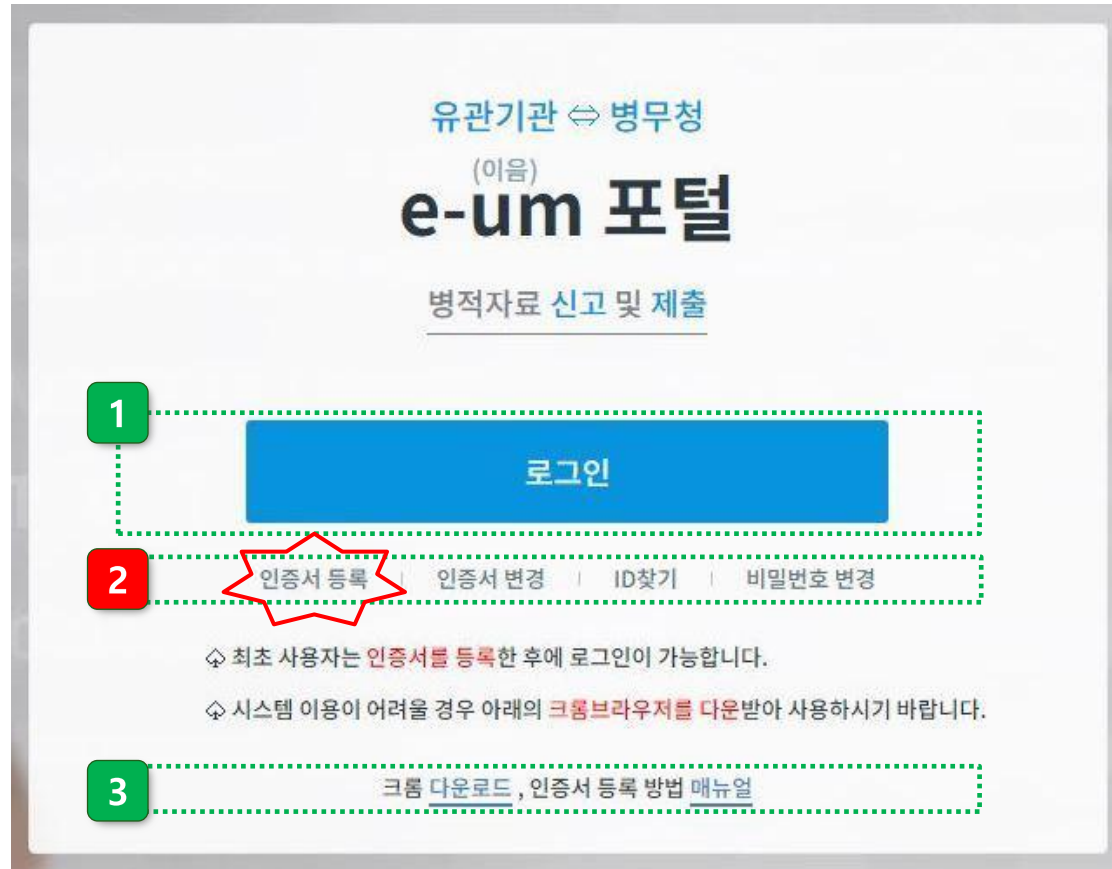 유관기관 ⇔ 병무청
(이음)
e-um 포털
병적자료 신고 및 제출
1
로그인
2
인증서 등록 | 인증서 변경 | ID찾기 | 비밀번호 변경
최초 사용자는 인증서를 등록한 후에 로그인이 가능합니다.
시스템 이용이 어려울 경우 아래의 크롬브라우저를 다운받아 사용하시기 바랍니다.
3
크롬 다운로드 , 인증서 등록 방법 매뉴얼